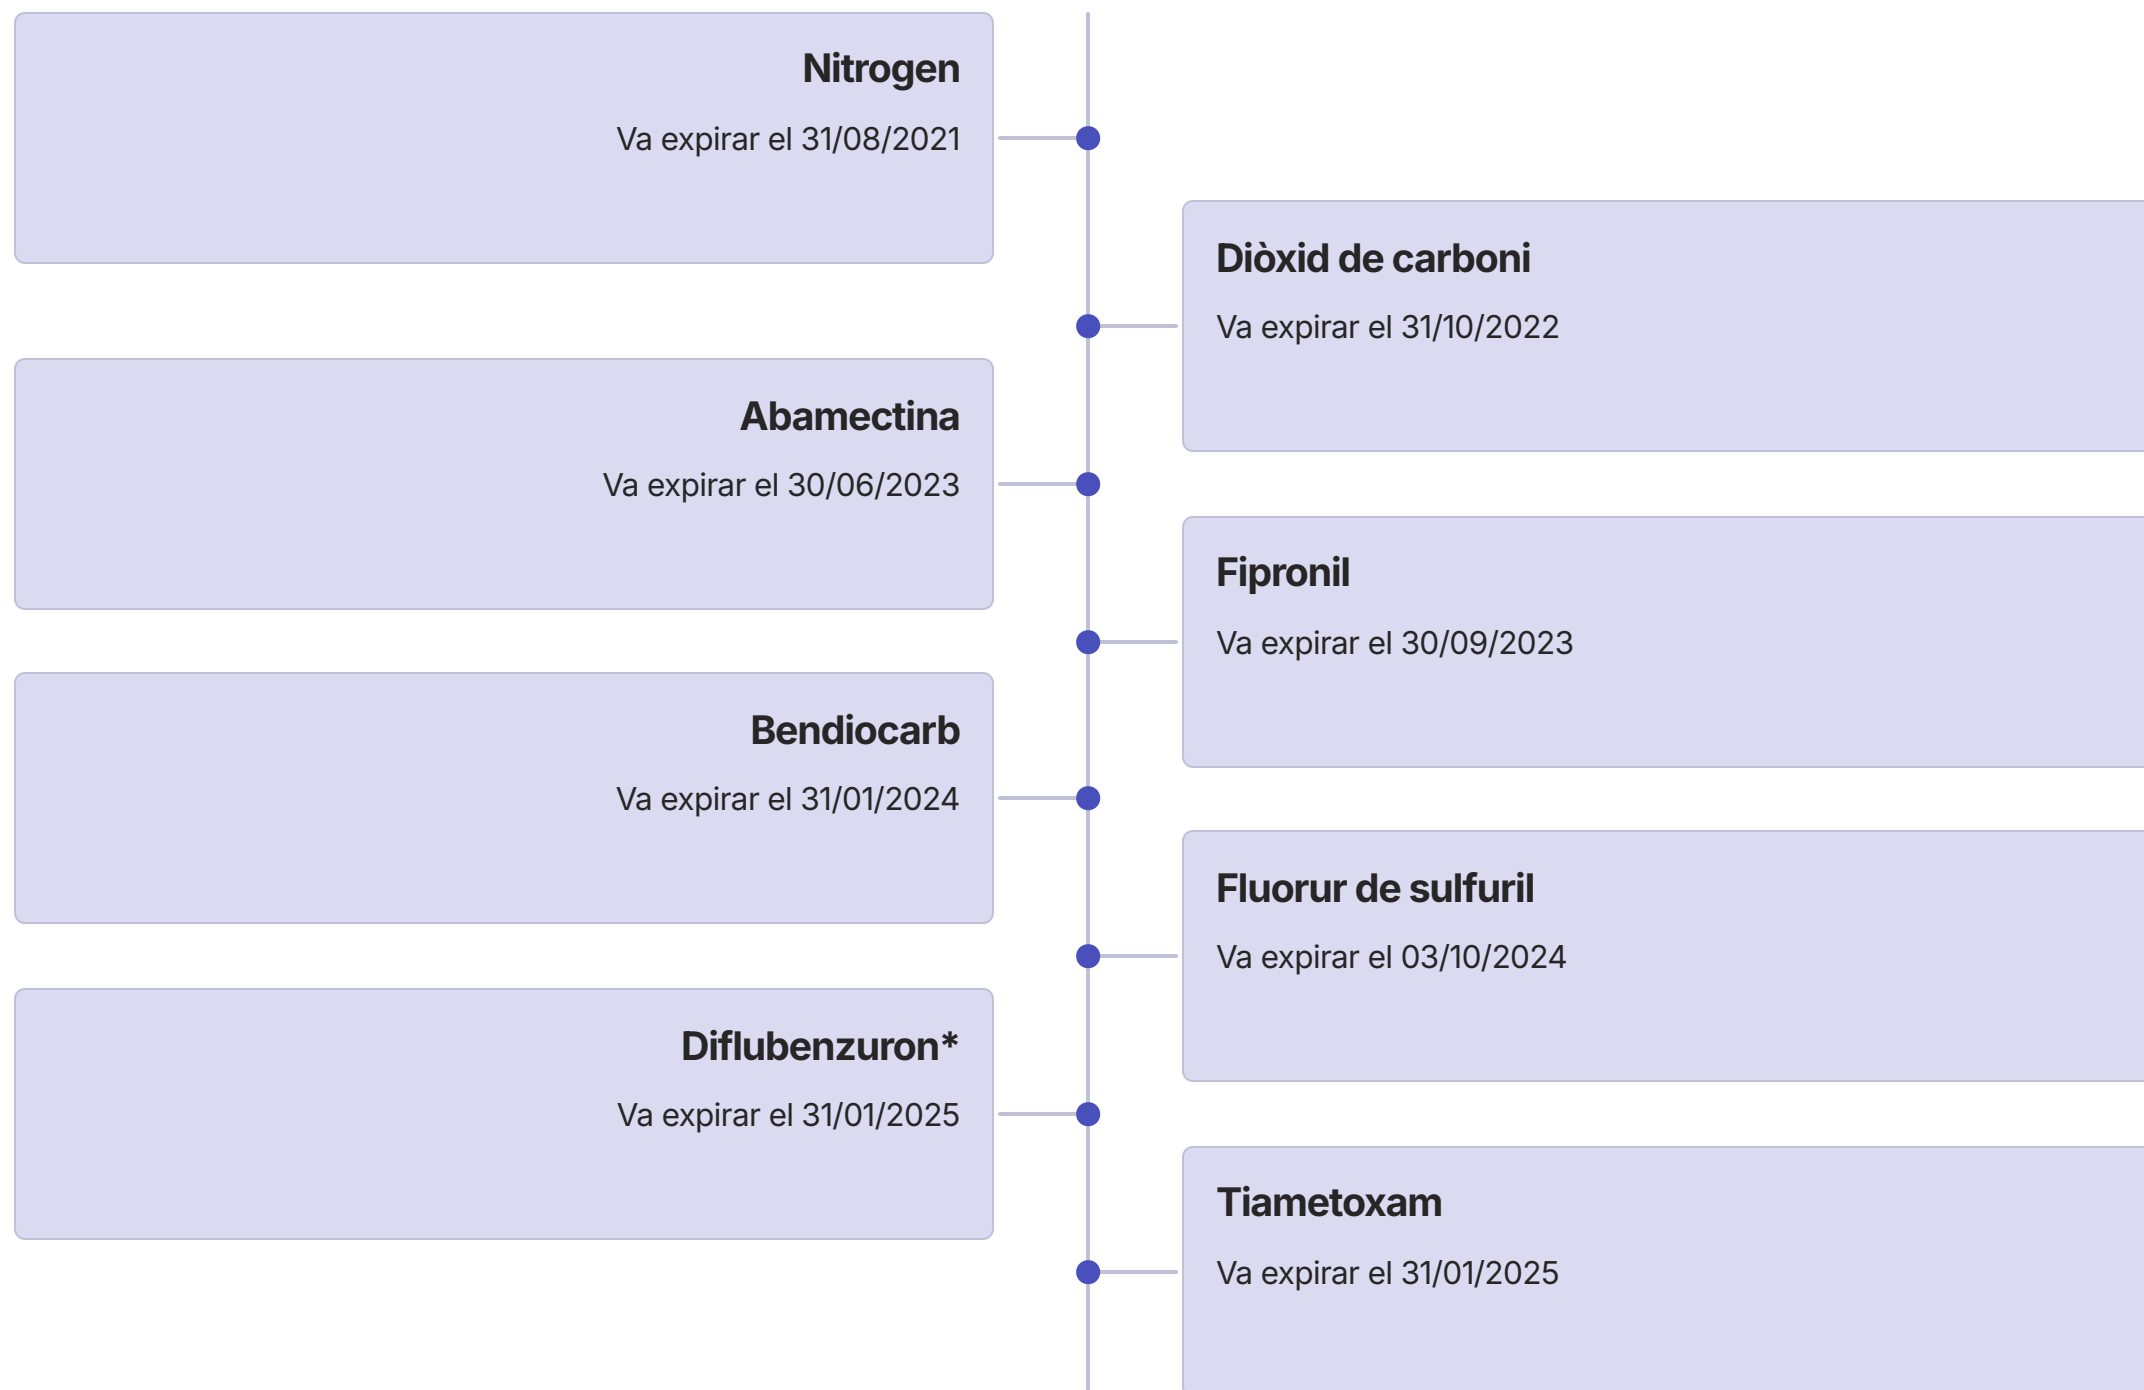 Nitrogen
Va expirar el 31/08/2021
Diòxid de carboni
Va expirar el 31/10/2022
Abamectina
Va expirar el 30/06/2023
Fipronil
Va expirar el 30/09/2023
Bendiocarb
Va expirar el 31/01/2024
Fluorur de sulfuril
Va expirar el 03/10/2024
Diflubenzuron*
Va expirar el 31/01/2025
Tiametoxam
Va expirar el 31/01/2025